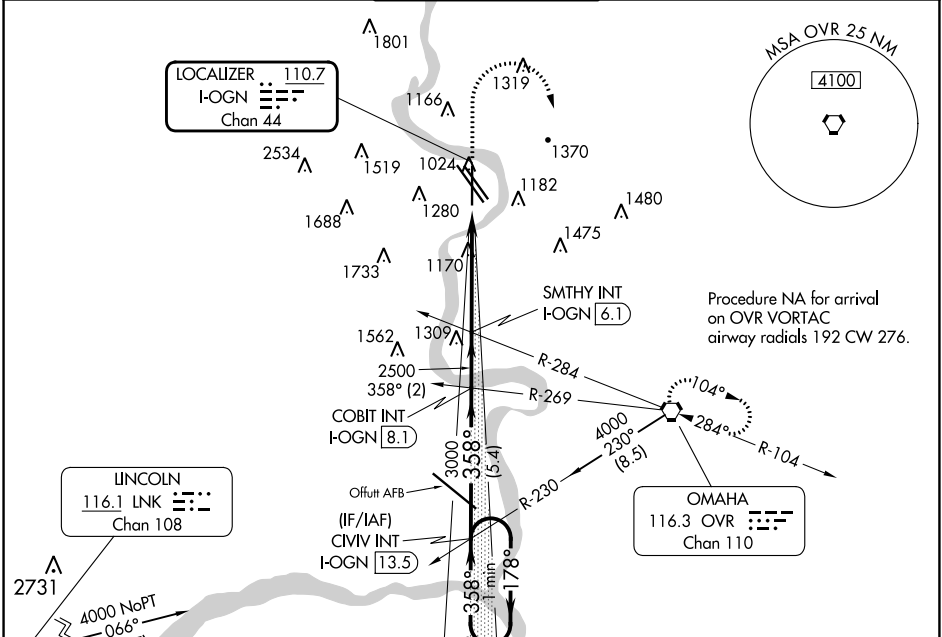 1801
MSA OVR 25 NM
4100
LOCALIZER 110.7
I-OGN
Chan 44
1319
1166
1370
2534
1519
1024
1182
1688
1280
1480
1475
1733
1170
SMTHY INT
I-OGN 6.1
Procedure NA for arrival
on OVR VORTAC
airway radials 192 CW 276.
1562
1309
R-284
2500
358° (2)
R-269
104°
COBIT INT
I-OGN 8.1
284°
R-104
4000
230°
(8.5)
3000
358°
(5.4)
R-230
LINCOLN
116.1 LNK
Chan 108
Offutt AFB
OMAHA
116.3 OVR
Chan 110
(IF/IAF)
CIVIV INT
I-OGN 13.5
358°
1 min
178°
2731
4000 NoPT
066°